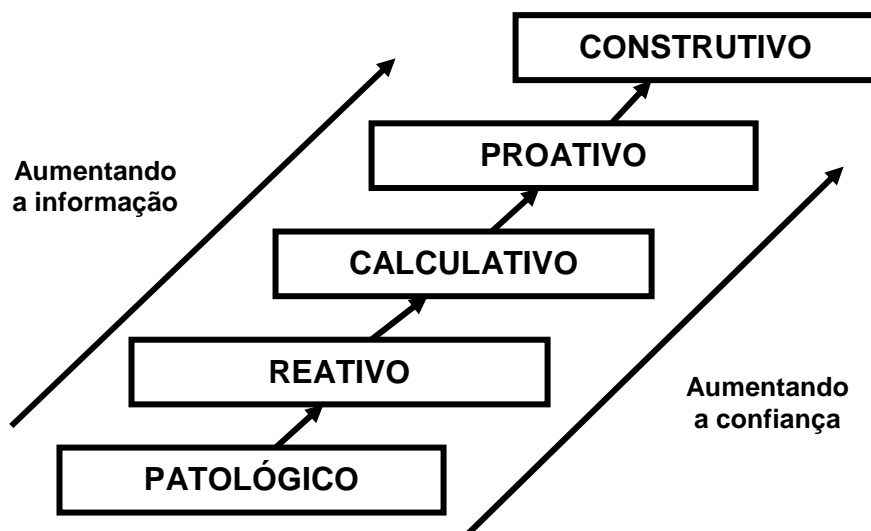 CONSTRUTIVO
PROATIVO
Aumentando
a informação
CALCULATIVO
REATIVO
Aumentando
a confiança
PATOLÓGICO